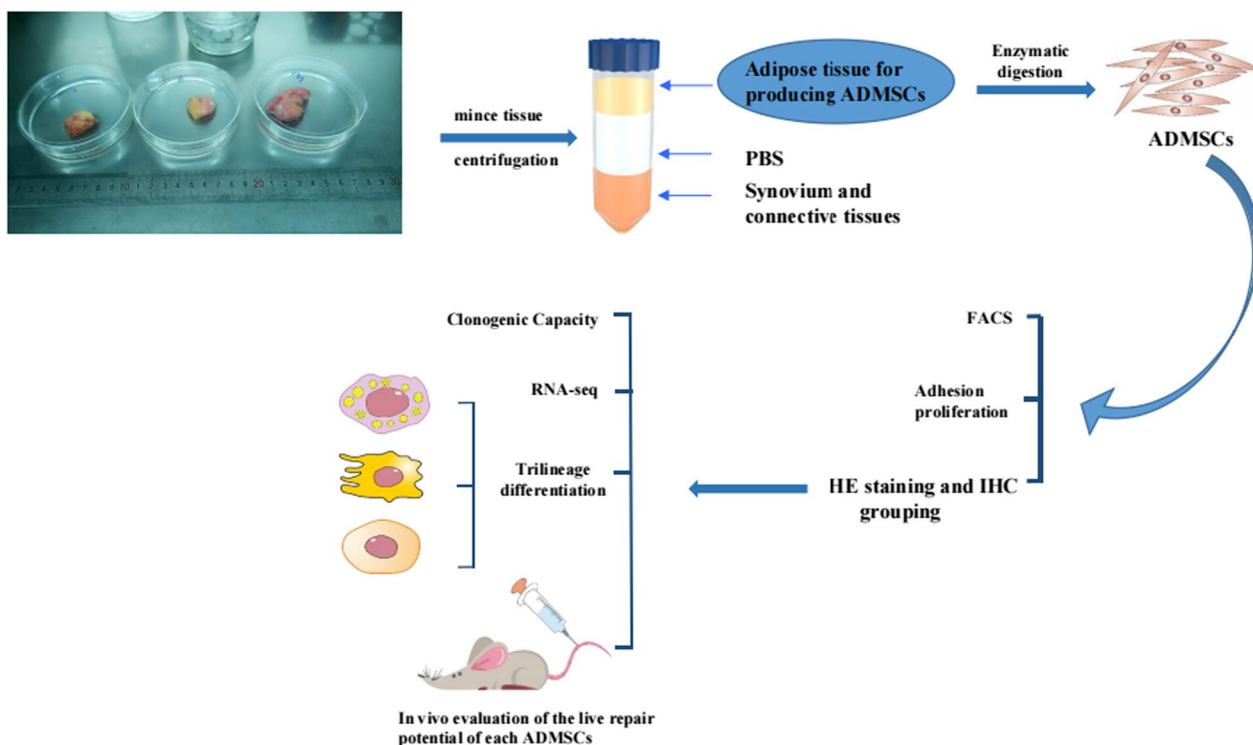 mince tissue
centrifugation
Adipose tissue for
producing ADMSCs
PBS
Synovium and
connective tissues
Enzymatic
digestion
ADMSCs
FACS
Adhesion
proliferation
HE staining and IHC
grouping
Clonogenic Capacity
RNA-seq
Trilineage
differentiation
In vivo evaluation of the live repair
potential of each ADMSCs